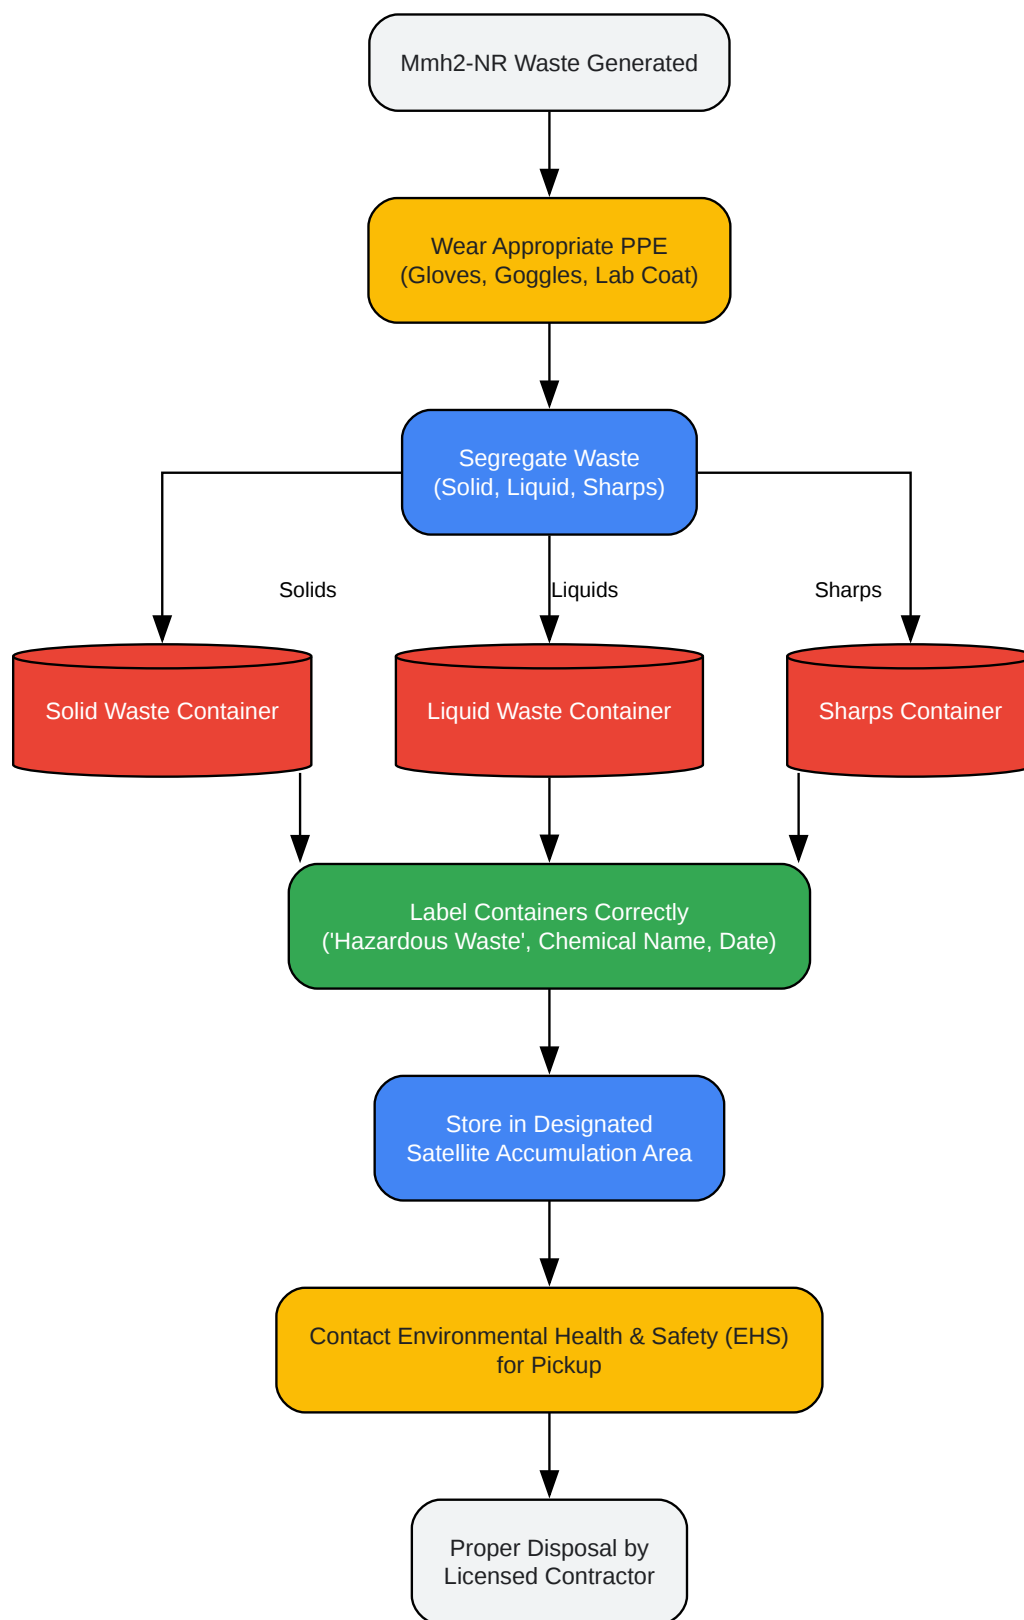 Mmh2-NR Waste Generated
Wear Appropriate PPE
(Gloves, Goggles, Lab Coat)
Segregate Waste
(Solid, Liquid, Sharps)
Solids
Liquids
Sharps
Solid Waste Container
Liquid Waste Container
Sharps Container
Label Containers Correctly
('Hazardous Waste', Chemical Name, Date)
Store in Designated
Satellite Accumulation Area
Contact Environmental Health & Safety (EHS)
for Pickup
Proper Disposal by
Licensed Contractor